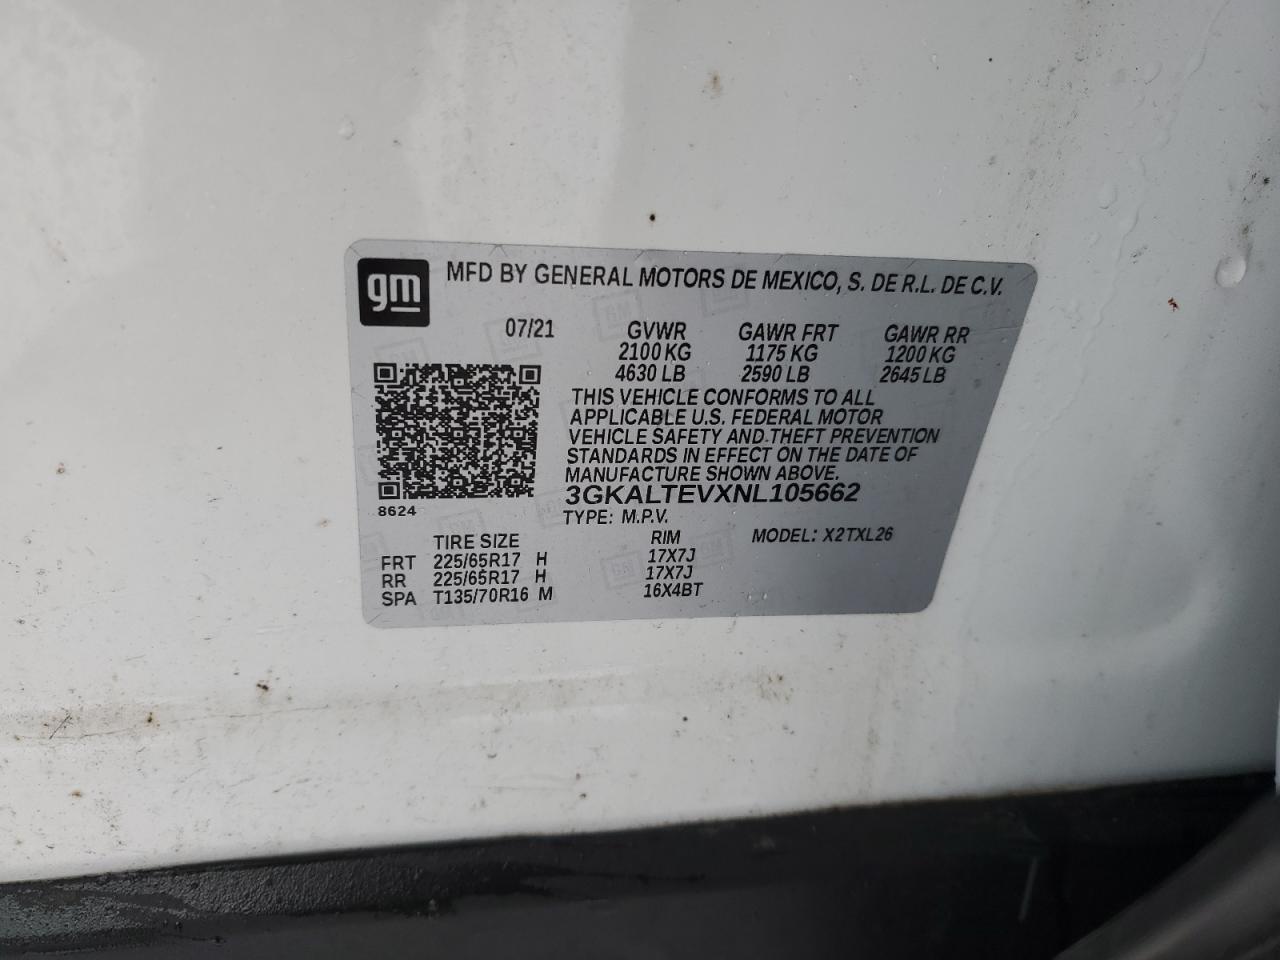 gm
MFD BY GENERAL MOTORS DE MEXICO, S. DE R.L. DE C.V.
07/21 GVWR GAWR FRT GAWR RR
2100 KG 1175 KG 1200 KG
4630 LB 2590 LB 2645 LB
THIS VEHICLE CONFORMS TO ALL
APPLICABLE U.S. FEDERAL MOTOR
VEHICLE SAFETY AND THEFT PREVENTION
STANDARDS IN EFFECT ON THE DATE OF
MANUFACTURE SHOWN ABOVE.
3GKALTEVXNL105662
8624
TYPE: M.P.V.
TIRE SIZE RIM MODEL: X2TXL26
FRT 225/65R17 H 17X7J
RR 225/65R17 H 17X7J
SPA T135/70R16 M 16X4BT